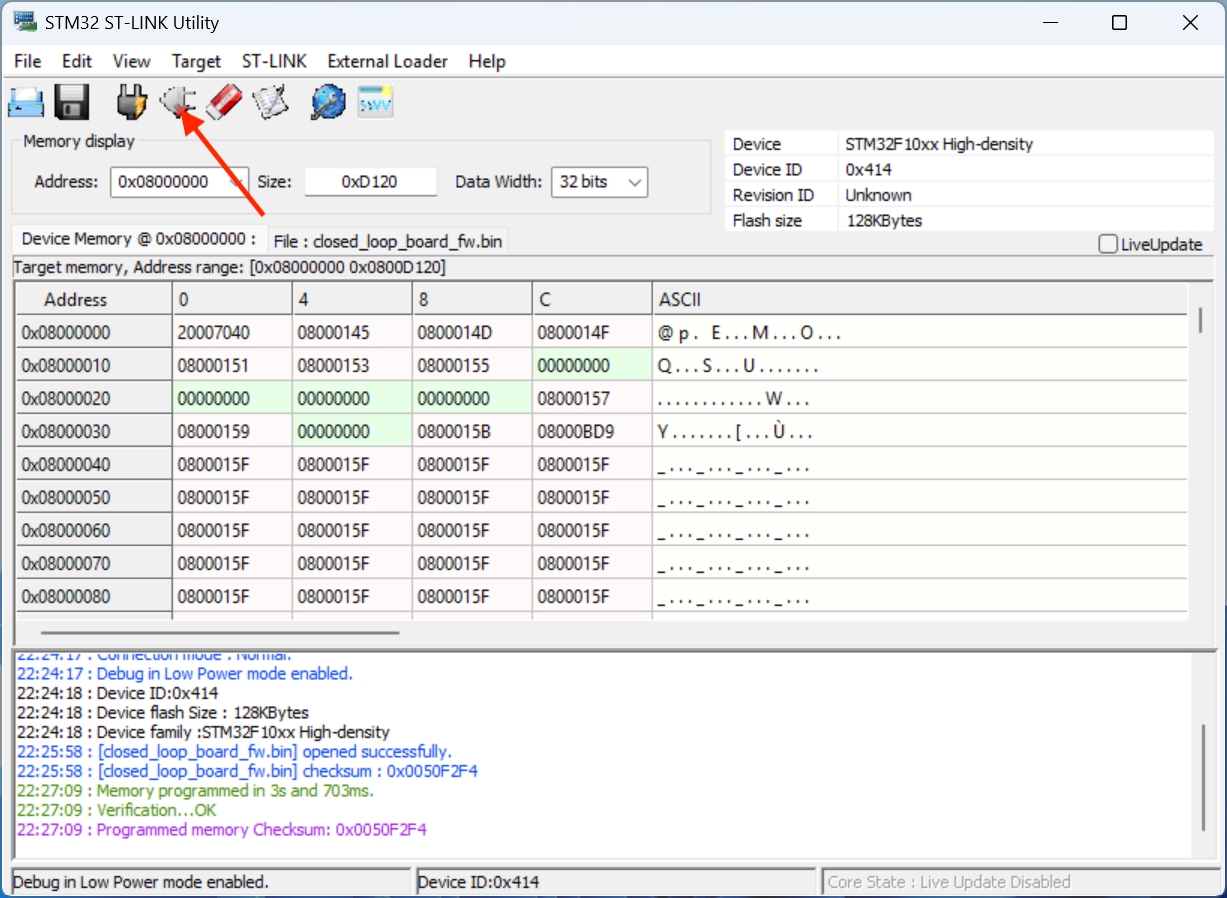 STM32 ST-LINK Utility
File Edit View Target ST-LINK External Loader Help
SWV
Memory display
Address: 0x08000000 Size: 0xD120 Data Width: 32 bits
Device STM32F10xx High-density
Device ID 0x414
Revision ID Unknown
Flash size 128KBytes
Device Memory @ 0x08000000 : File : closed_loop_board_fw.bin
LiveUpdate
Target memory, Address range: [0x08000000 0x0800D120]
Address 0 4 8 C ASCII
0x08000000 20007040 08000145 0800014D 0800014F @ p . E . . . M . . . O . . .
0x08000010 08000151 08000153 08000155 00000000 Q . . . S . . . U . . . . . . .
0x08000020 00000000 00000000 00000000 08000157 . . . . . . . . . . . . W . . .
0x08000030 08000159 00000000 0800015B 08000BD9 Y . . . . . . . [ . . . Ù . . .
0x08000040 0800015F 0800015F 0800015F 0800015F _ . . . _ . . . _ . . . _ . . .
0x08000050 0800015F 0800015F 0800015F 0800015F _ . . . _ . . . _ . . . _ . . .
0x08000060 0800015F 0800015F 0800015F 0800015F _ . . . _ . . . _ . . . _ . . .
0x08000070 0800015F 0800015F 0800015F 0800015F _ . . . _ . . . _ . . . _ . . .
0x08000080 0800015F 0800015F 0800015F 0800015F _ . . . _ . . . _ . . . _ . . .
22:24:17 : Connection mode : Normal.
22:24:17 : Debug in Low Power mode enabled.
22:24:18 : Device ID:0x414
22:24:18 : Device flash Size : 128KBytes
22:24:18 : Device family :STM32F10xx High-density
22:25:58 : [closed_loop_board_fw.bin] opened successfully.
22:25:58 : [closed_loop_board_fw.bin] checksum : 0x0050F2F4
22:27:09 : Memory programmed in 3s and 703ms.
22:27:09 : Verification...OK
22:27:09 : Programmed memory Checksum: 0x0050F2F4
Debug in Low Power mode enabled. Device ID:0x414 Core State : Live Update Disabled